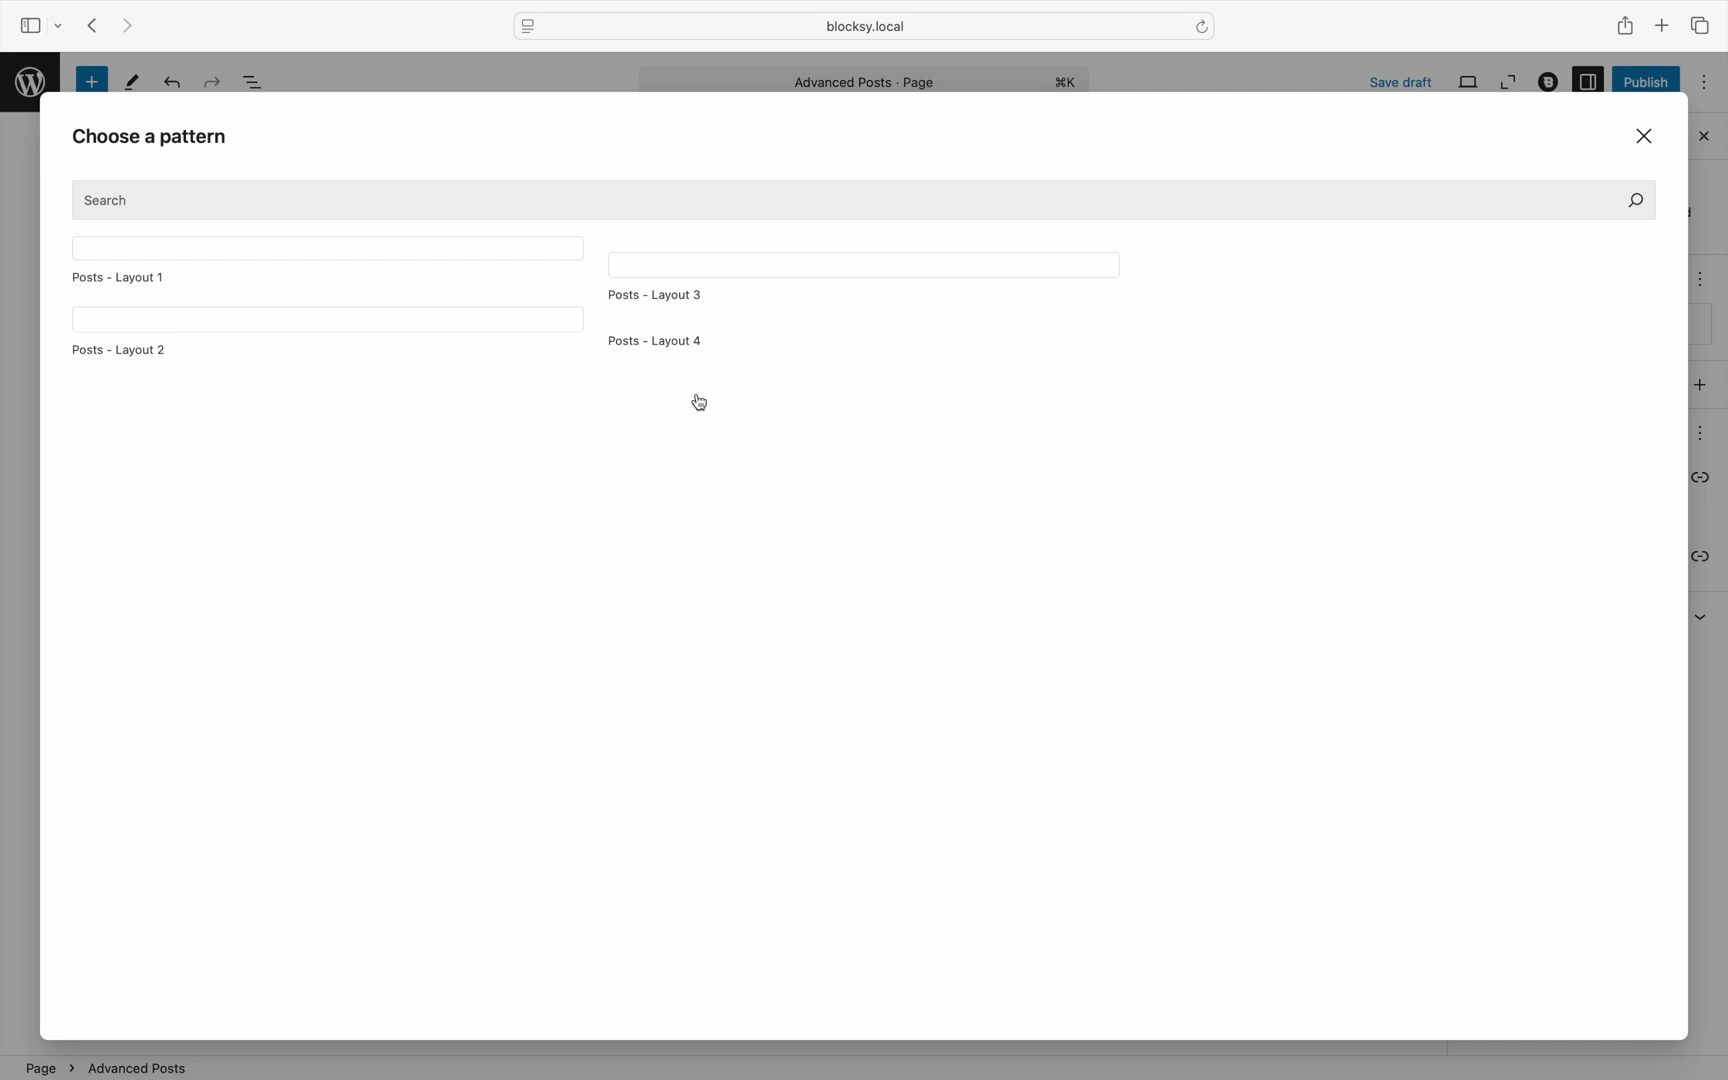 blocksy.local
Advanced Posts · Page ⌘K
Save draft
Publish
Choose a pattern
Search
Posts - Layout 1
Posts - Layout 2
Posts - Layout 3
Posts - Layout 4
Page > Advanced Posts